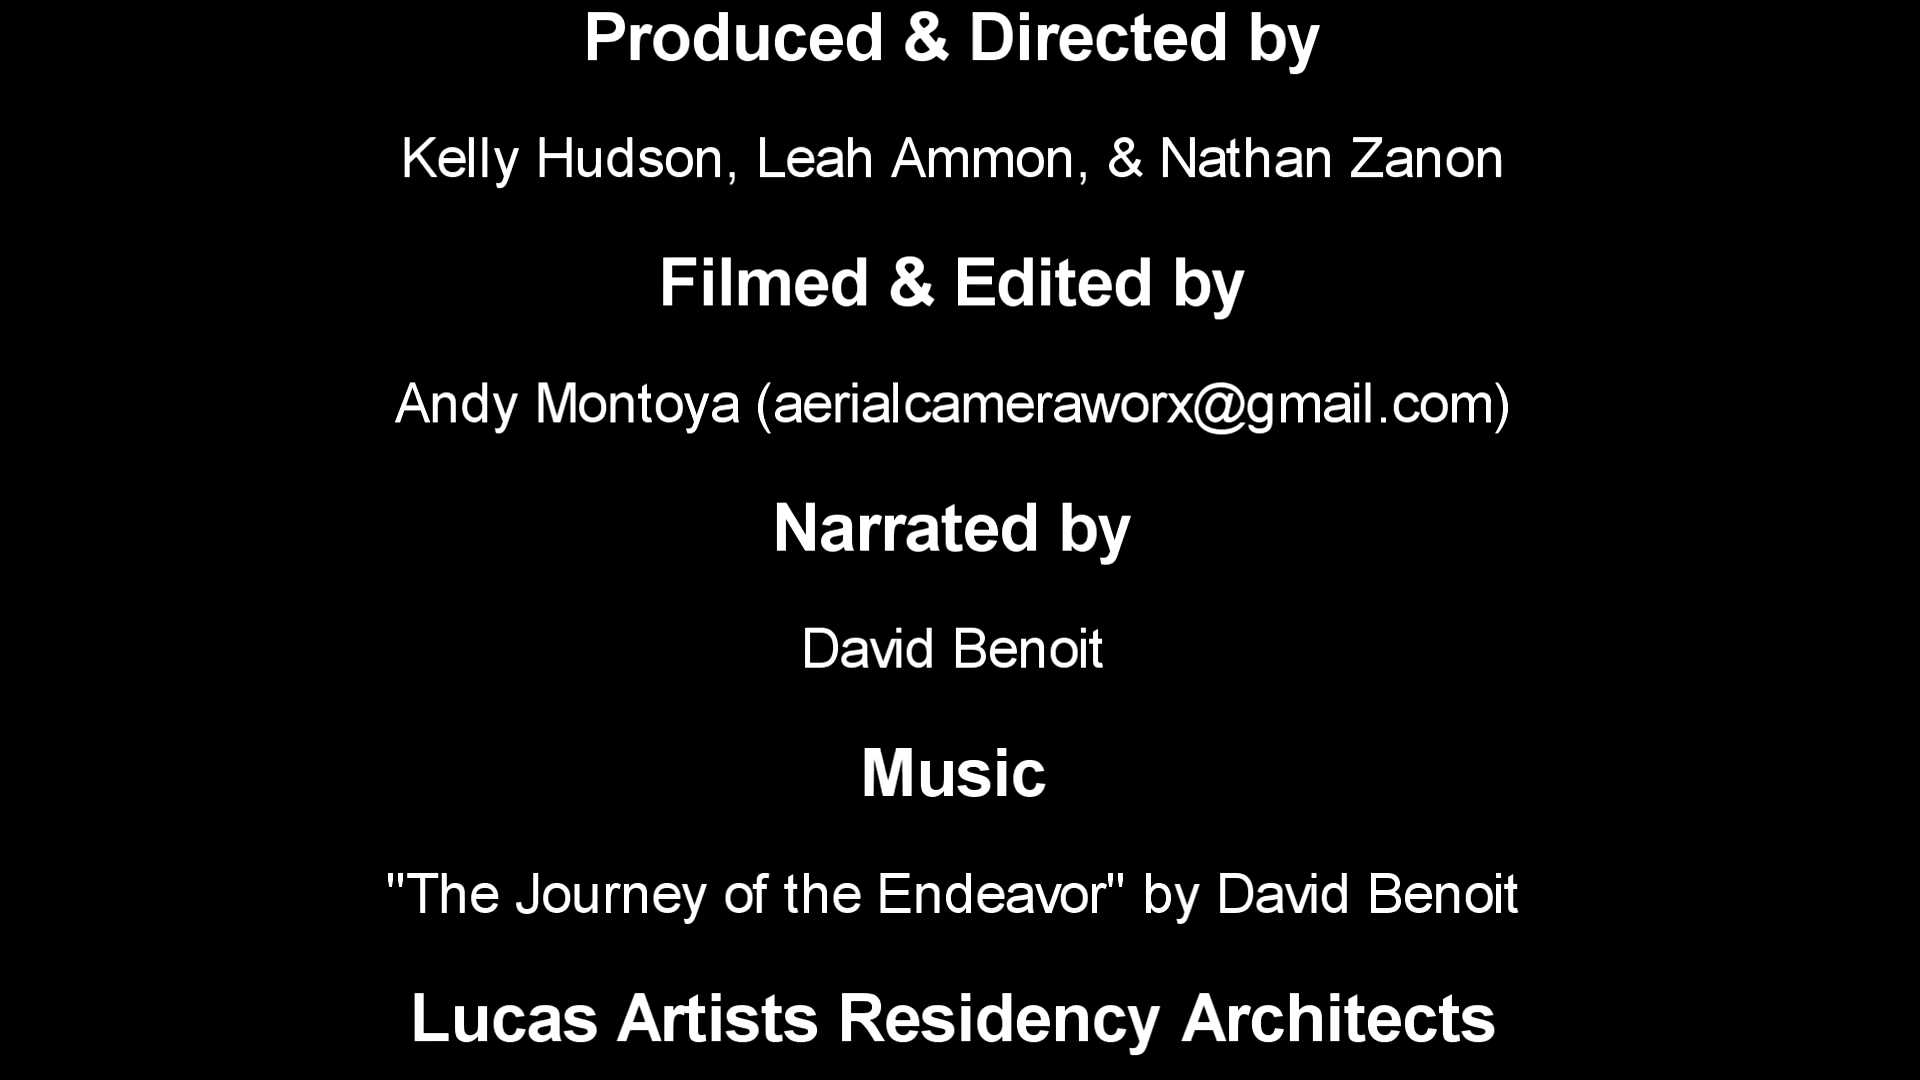 Produced & Directed by
Kelly Hudson, Leah Ammon, & Nathan Zanon
Filmed & Edited by
Andy Montoya (aerialcameraworx@gmail.com)
Narrated by
David Benoit
Music
"The Journey of the Endeavor" by David Benoit
Lucas Artists Residency Architects